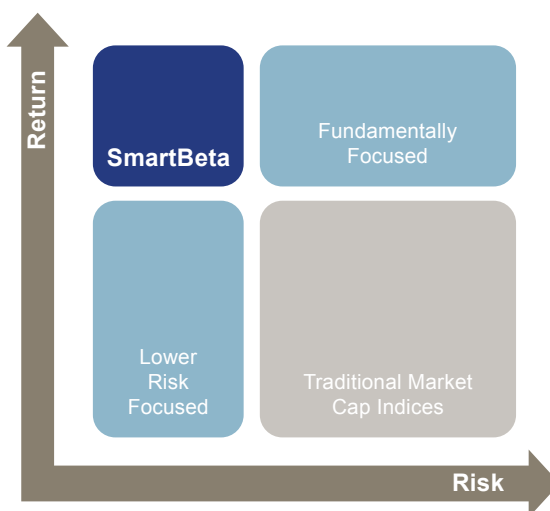 Return
SmartBeta
Fundamentally
Focused
Lower
Risk
Focused
Traditional Market
Cap Indices
Risk